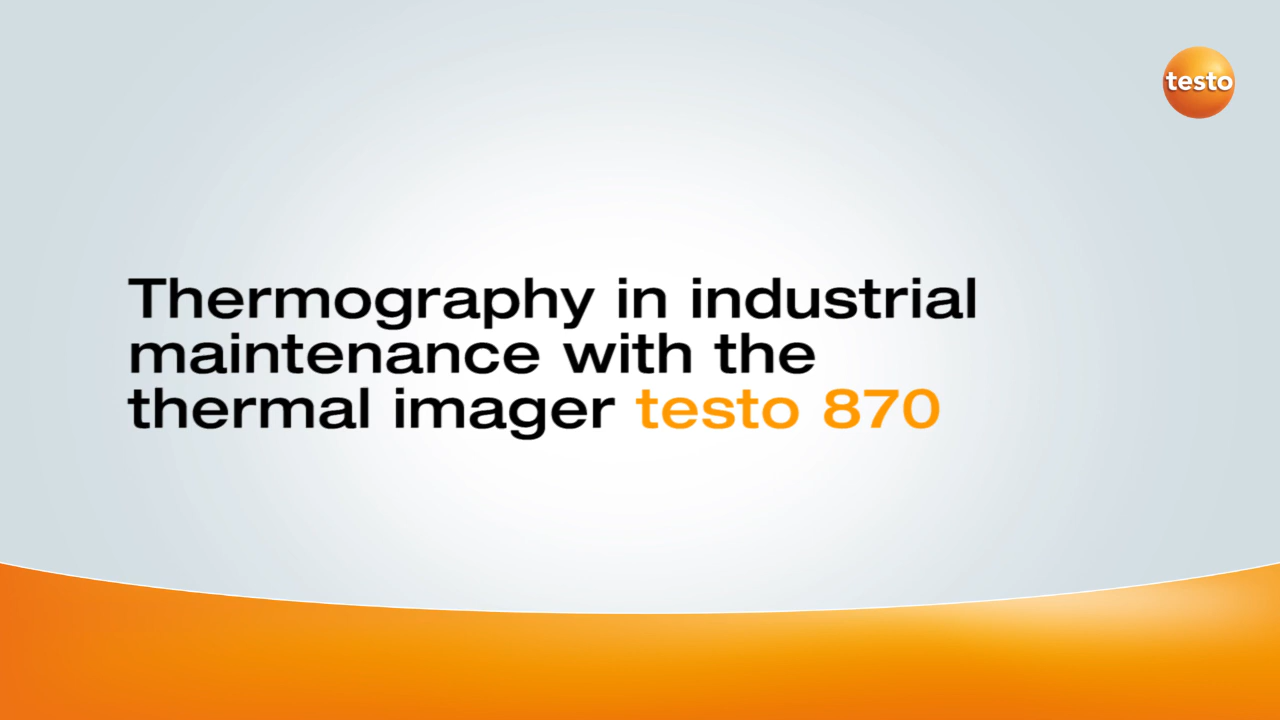 testo
Thermography in industrial
maintenance with the
thermal imager testo 870